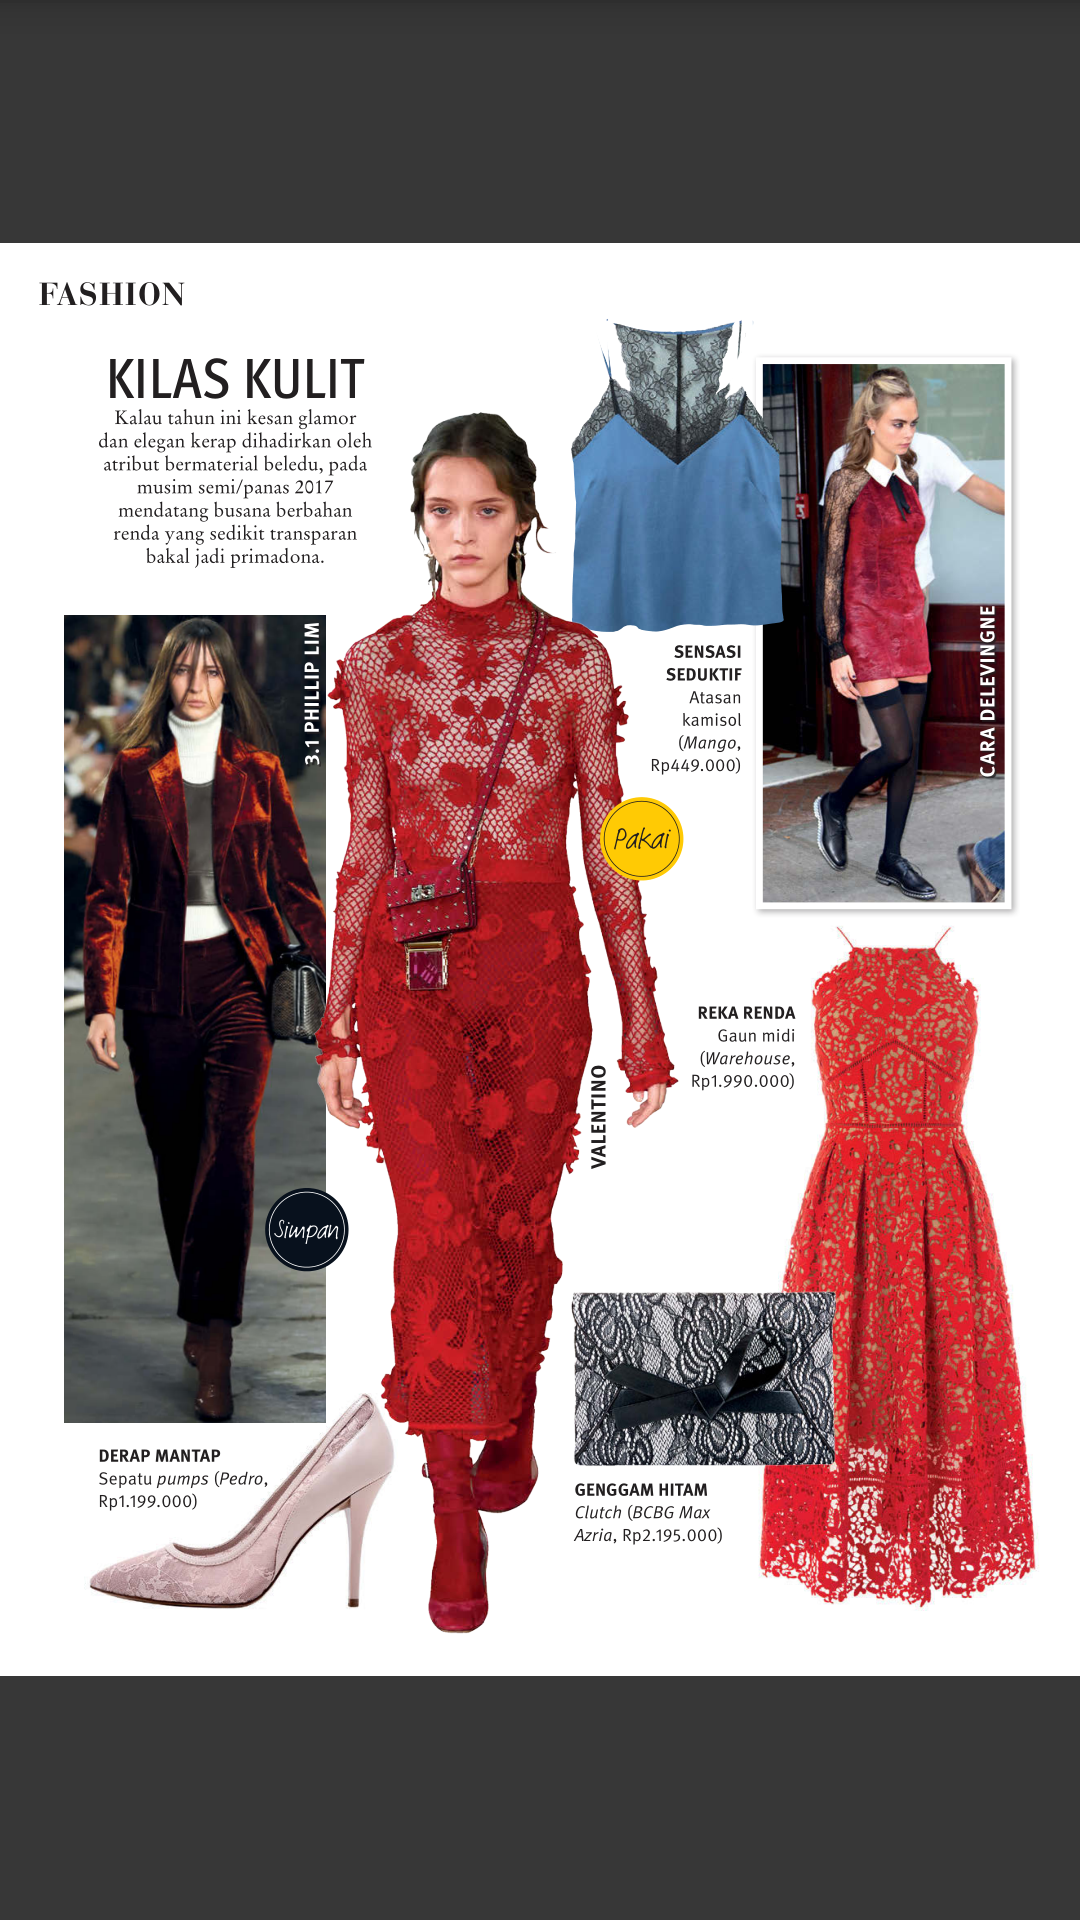 FASHION
KILAS KULIT
Kalau tahun ini kesan glamor
dan elegan kerap dihadirkan oleh
atribut bermaterial beledu, pada
musim semi/panas 2017
mendatang busana berbahan
renda yang sedikit transparan
bakal jadi primadona.
3.1 PHILLIP LIM
SENSASI
SEDUKTIF
Atasan
kamisol
(Mango,
Rp449.000)
CARA DELEVINGNE
Pakai
REKA RENDA
Gaun midi
(Warehouse,
Rp1.990.000)
VALENTINO
Simpan
DERAP MANTAP
Sepatu pumps (Pedro,
Rp1.199.000)
GENGGAM HITAM
Clutch (BCBG Max
Azria, Rp2.195.000)